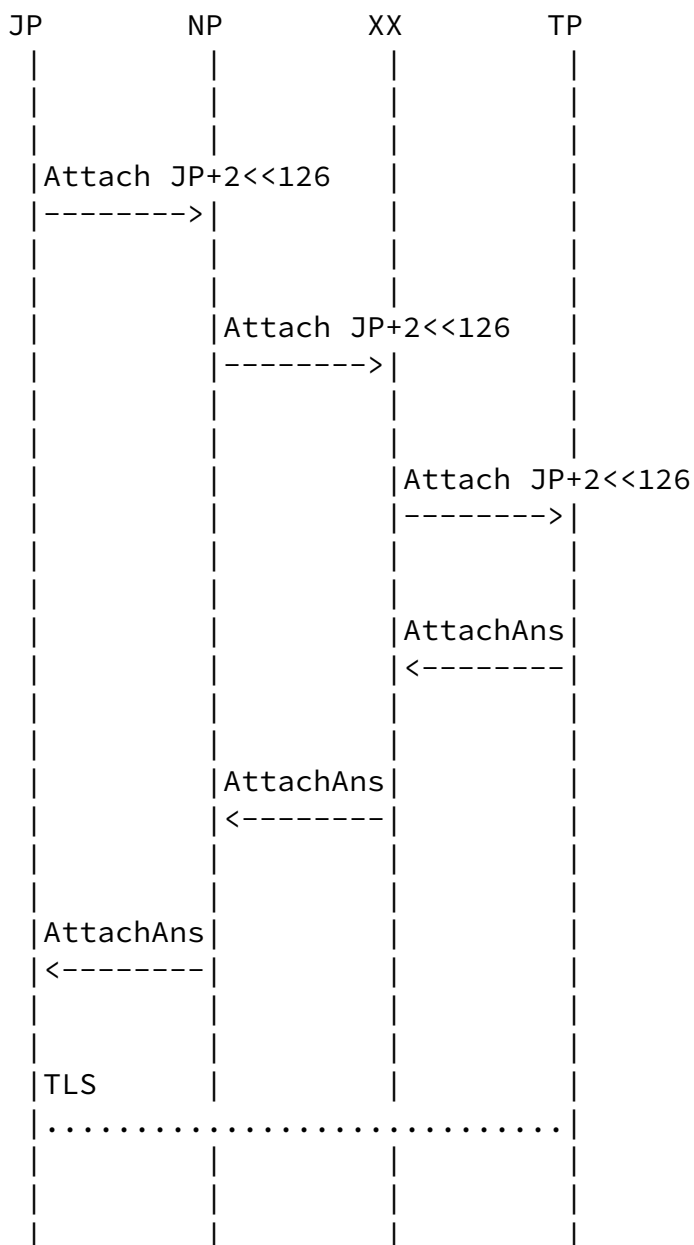 JP NP XX TP
Attach JP+2<<126
-------->
Attach JP+2<<126
-------->
Attach JP+2<<126
-------->
AttachAns
<--------
AttachAns
<--------
AttachAns
<--------
TLS
.............................